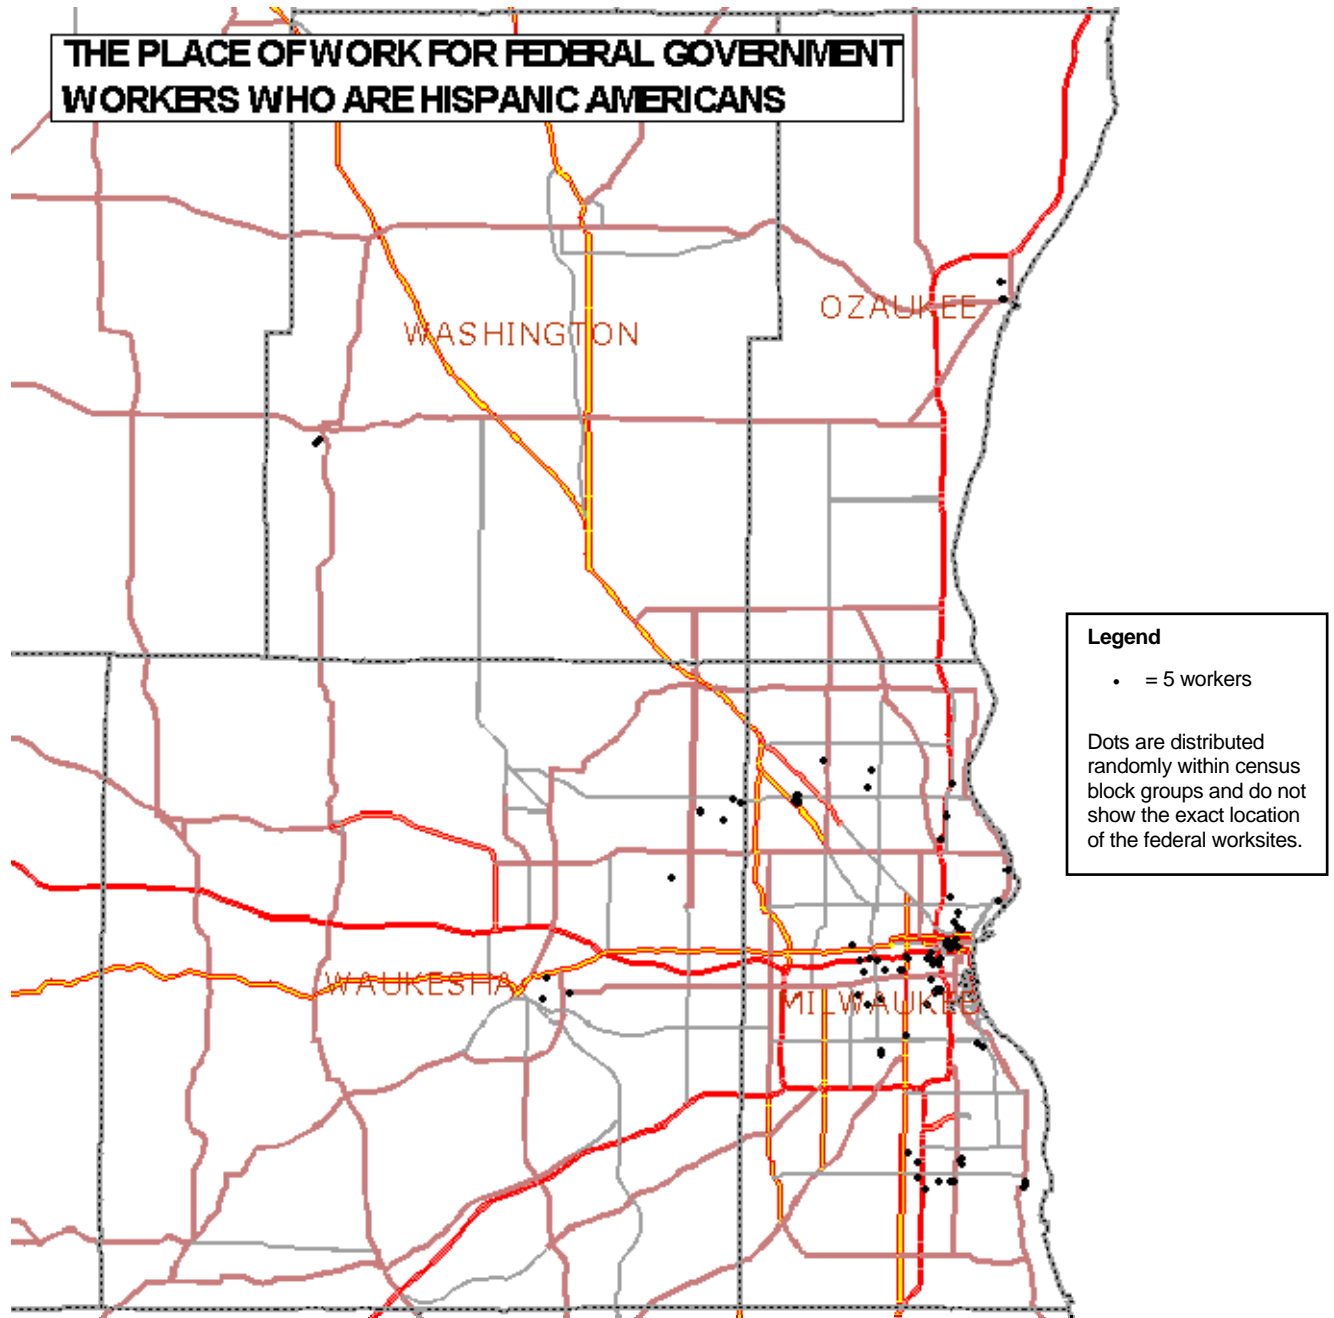 THE PLACE OF WORK FOR FEDERAL GOVERNMENT
WORKERS WHO ARE HISPANIC AMERICANS
OZAUKEE
WASHINGTON
Legend
• = 5 workers
Dots are distributed
randomly within census
block groups and do not
show the exact location
of the federal worksites.
WAUKESHA
MILWAUKEE